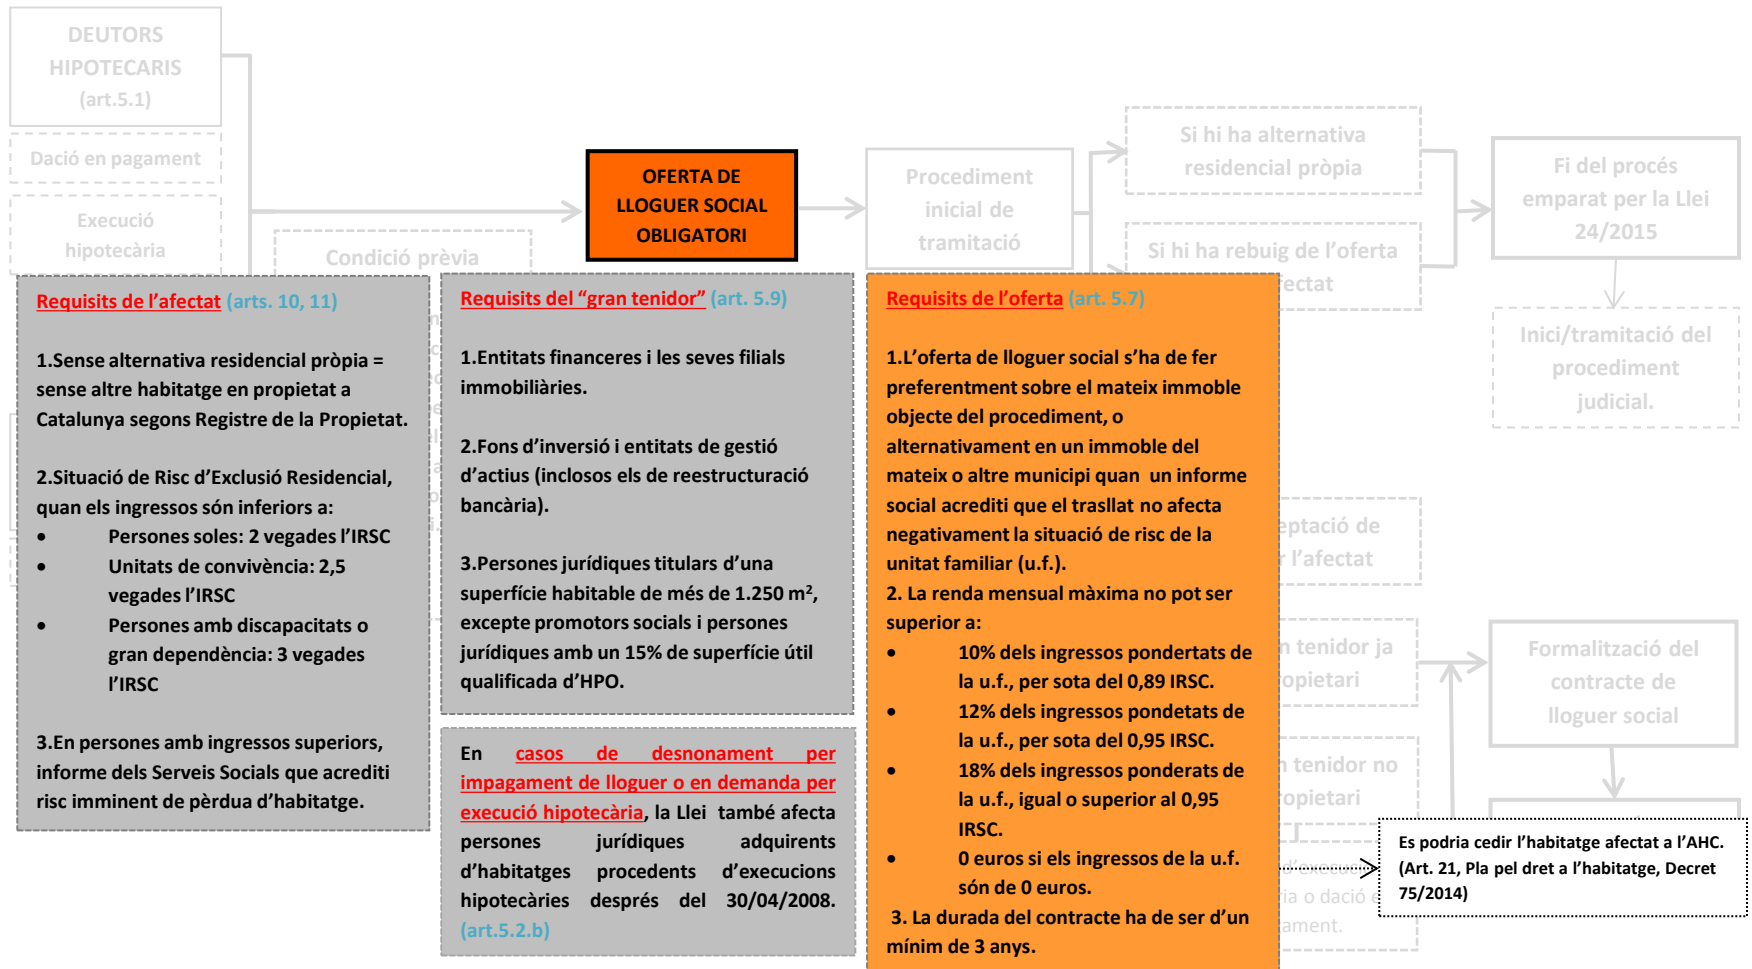 DEUTORS
HIPOTECARIS
(art.5.1)
Dació en pagament
Execució
hipotecària
Condició prèvia
OFERTA DE
LLOGUER SOCIAL
OBLIGATORI
Procediment
inicial de
tramitació
Si hi ha alternativa
residencial pròpia
Si hi ha rebuig de l’oferta
Fi del procés
emparat per la Llei
24/2015
Inici/tramitació del
procediment
judicial.
Requisits de l’afectat (arts. 10, 11)
1.Sense alternativa residencial pròpia =
sense altre habitatge en propietat a
Catalunya segons Registre de la Propietat.
2.Situació de Risc d’Exclusió Residencial,
quan els ingressos són inferiors a:
• Persones soles: 2 vegades l’IRSC
• Unitats de convivència: 2,5
vegades l’IRSC
• Persones amb discapacitats o
gran dependència: 3 vegades
l’IRSC
3.En persones amb ingressos superiors,
informe dels Serveis Socials que acrediti
risc imminent de pèrdua d’habitatge.
Requisits del “gran tenidor” (art. 5.9)
1.Entitats financeres i les seves filials
immobiliàries.
2.Fons d’inversió i entitats de gestió
d’actius (inclosos els de reestructuració
bancària).
3.Persones jurídiques titulars d’una
superfície habitable de més de 1.250 m²,
excepte promotors socials i persones
jurídiques amb un 15% de superfície útil
qualificada d’HPO.
En casos de desnonament per
impagament de lloguer o en demanda per
execució hipotecària, la Llei també afecta
persones jurídiques adquirents
d’habitatges procedents d’execucions
hipotecàries després del 30/04/2008.
(art.5.2.b)
Requisits de l’oferta (art. 5.7)
1.L’oferta de lloguer social s’ha de fer
preferentment sobre el mateix immoble
objecte del procediment, o
alternativament en un immoble del
mateix o altre municipi quan un informe
social acrediti que el trasllat no afecta
negativament la situació de risc de la
unitat familiar (u.f.).
2. La renda mensual màxima no pot ser
superior a:
• 10% dels ingressos pondertats de
la u.f., per sota del 0,89 IRSC.
• 12% dels ingressos pondetats de
la u.f., per sota del 0,95 IRSC.
• 18% dels ingressos ponderats de
la u.f., igual o superior al 0,95
IRSC.
• 0 euros si els ingressos de la u.f.
són de 0 euros.
3. La durada del contracte ha de ser d’un
mínim de 3 anys.
l’afectat
tenidor ja
tenidor no
Formalització del
contracte de
lloguer social
o dació
Es podria cedir l’habitatge afectat a l’AHC.
(Art. 21, Pla pel dret a l’habitatge, Decret
75/2014)